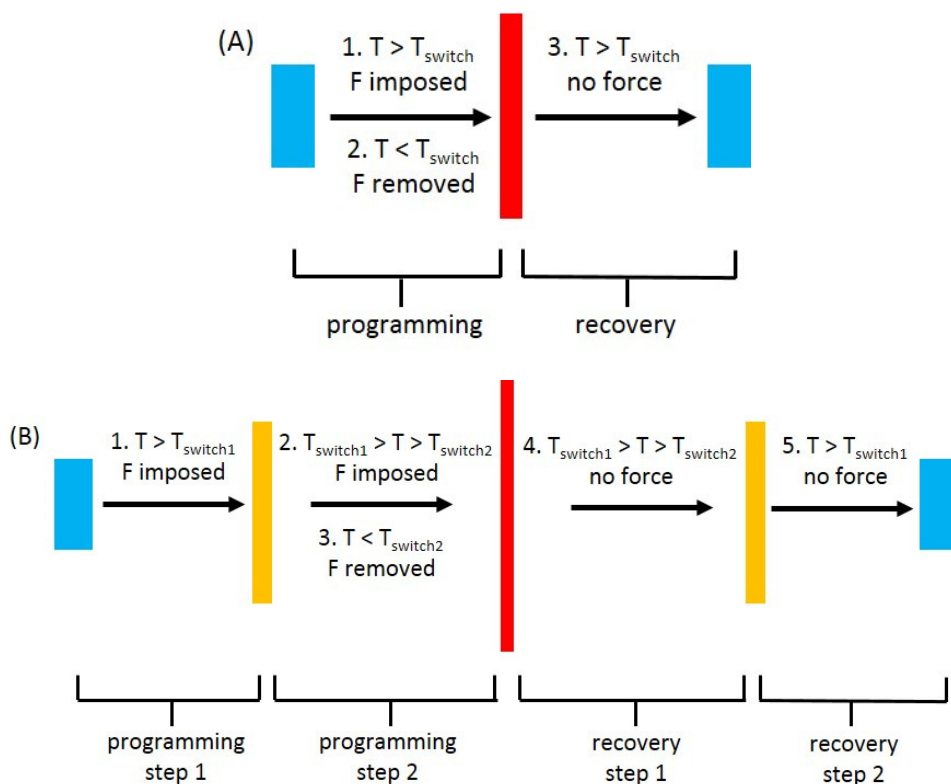 (A)
1. T > Tswitch
F imposed
2. T < Tswitch
F removed
3. T > Tswitch
no force
programming
recovery
(B)
1. T > Tswitch1
F imposed
2. Tswitch1 > T > Tswitch2
F imposed
3. T < Tswitch2
F removed
4. Tswitch1 > T > Tswitch2
no force
5. T > Tswitch1
no force
programming
step 1
programming
step 2
recovery
step 1
recovery
step 2